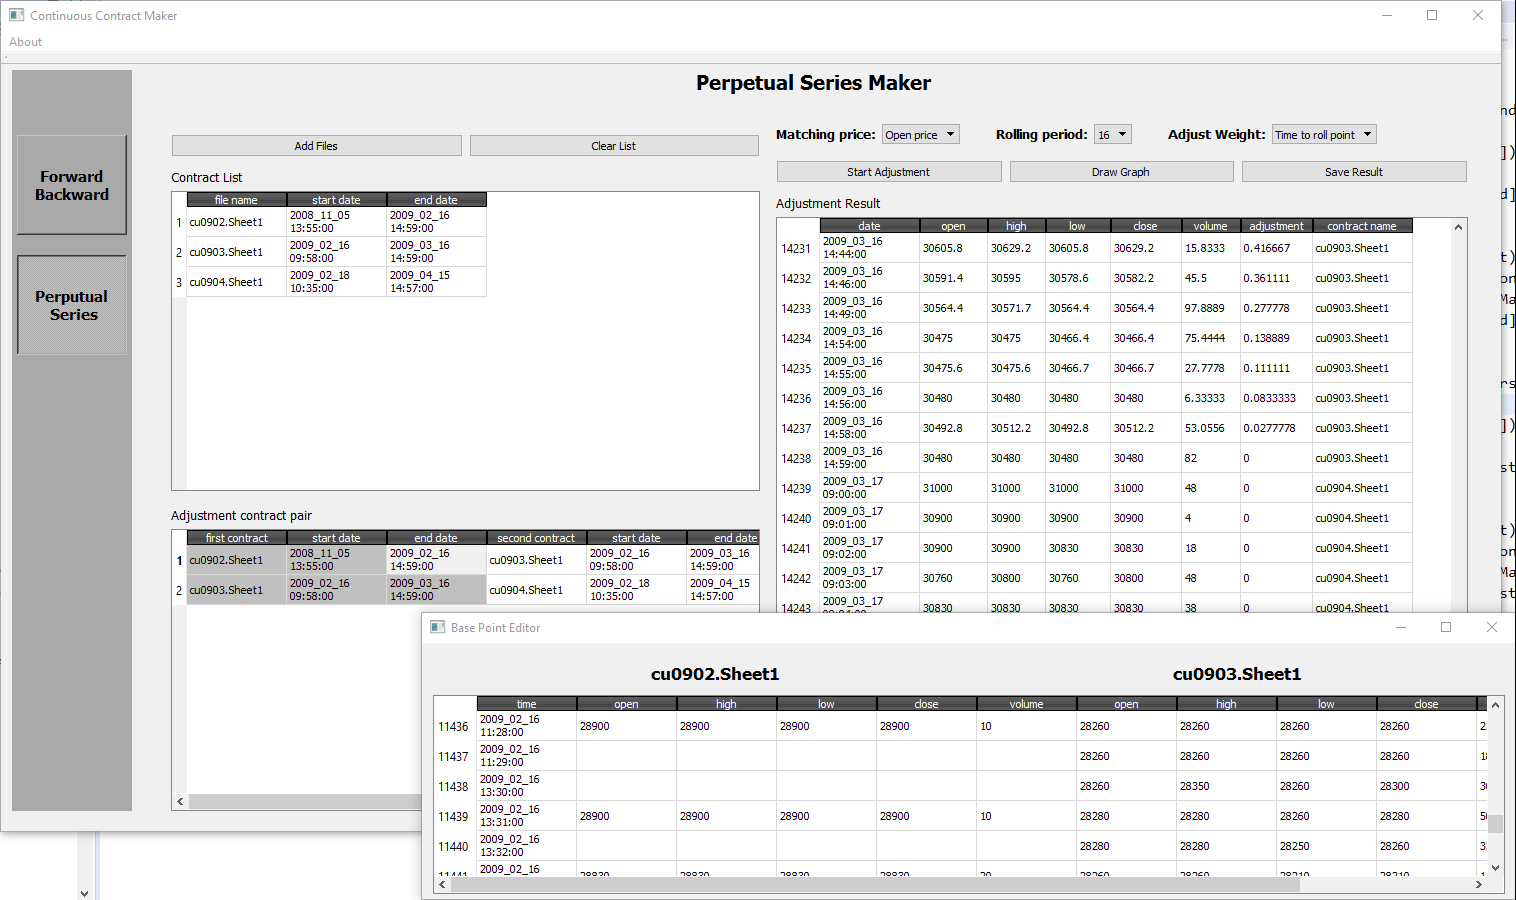 Continuous Contract Maker
About
Perpetual Series Maker
Forward
Backward
Perputual
Series
Add Files
Clear List
Matching price:
Open price
Rolling period:
16
Adjust Weight:
Time to roll point
Start Adjustment
Draw Graph
Save Result
Contract List
file name start date end date
1 cu0902.Sheet1 2008_11_05 13:55:00 2009_02_16 14:59:00
2 cu0903.Sheet1 2009_02_16 09:58:00 2009_03_16 14:59:00
3 cu0904.Sheet1 2009_02_18 10:35:00 2009_04_15 14:57:00
Adjustment Result
date open high low close volume adjustment contract name
14231 2009_03_16 14:44:00 30605.8 30629.2 30605.8 30629.2 15.8333 0.416667 cu0903.Sheet1
14232 2009_03_16 14:46:00 30591.4 30595 30578.6 30582.2 45.5 0.361111 cu0903.Sheet1
14233 2009_03_16 14:49:00 30564.4 30571.7 30564.4 30564.4 97.8889 0.277778 cu0903.Sheet1
14234 2009_03_16 14:54:00 30475 30475 30466.4 30466.4 75.4444 0.138889 cu0903.Sheet1
14235 2009_03_16 14:55:00 30475.6 30475.6 30466.7 30466.7 27.7778 0.111111 cu0903.Sheet1
14236 2009_03_16 14:56:00 30480 30480 30480 30480 6.33333 0.0833333 cu0903.Sheet1
14237 2009_03_16 14:58:00 30492.8 30512.2 30492.8 30512.2 53.0556 0.0277778 cu0903.Sheet1
14238 2009_03_16 14:59:00 30480 30480 30480 30480 82 0 cu0903.Sheet1
14239 2009_03_17 09:00:00 31000 31000 31000 31000 48 0 cu0904.Sheet1
14240 2009_03_17 09:01:00 30900 30900 30900 30900 4 0 cu0904.Sheet1
14241 2009_03_17 09:02:00 30900 30900 30830 30830 18 0 cu0904.Sheet1
14242 2009_03_17 09:03:00 30760 30800 30760 30800 48 0 cu0904.Sheet1
14243 2009_03_17 30830 30830 30830 30830 38 0 cu0904.Sheet1
Adjustment contract pair
first contract start date end date second contract start date end date
1 cu0902.Sheet1 2008_11_05 13:55:00 2009_02_16 14:59:00 cu0903.Sheet1 2009_02_16 09:58:00 2009_03_16 14:59:00
2 cu0903.Sheet1 2009_02_16 09:58:00 2009_03_16 14:59:00 cu0904.Sheet1 2009_02_18 10:35:00 2009_04_15 14:57:00
Base Point Editor
cu0902.Sheet1
cu0903.Sheet1
time open high low close volume open high low close
11436 2009_02_16 11:28:00 28900 28900 28900 28900 10 28260 28260 28260 28260
11437 2009_02_16 11:29:00 28260 28260 28260 28260
11438 2009_02_16 13:30:00 28260 28350 28260 28300
11439 2009_02_16 13:31:00 28900 28900 28900 28900 10 28280 28280 28260 28280
11440 2009_02_16 13:32:00 28280 28280 28250 28260
2009_02_16